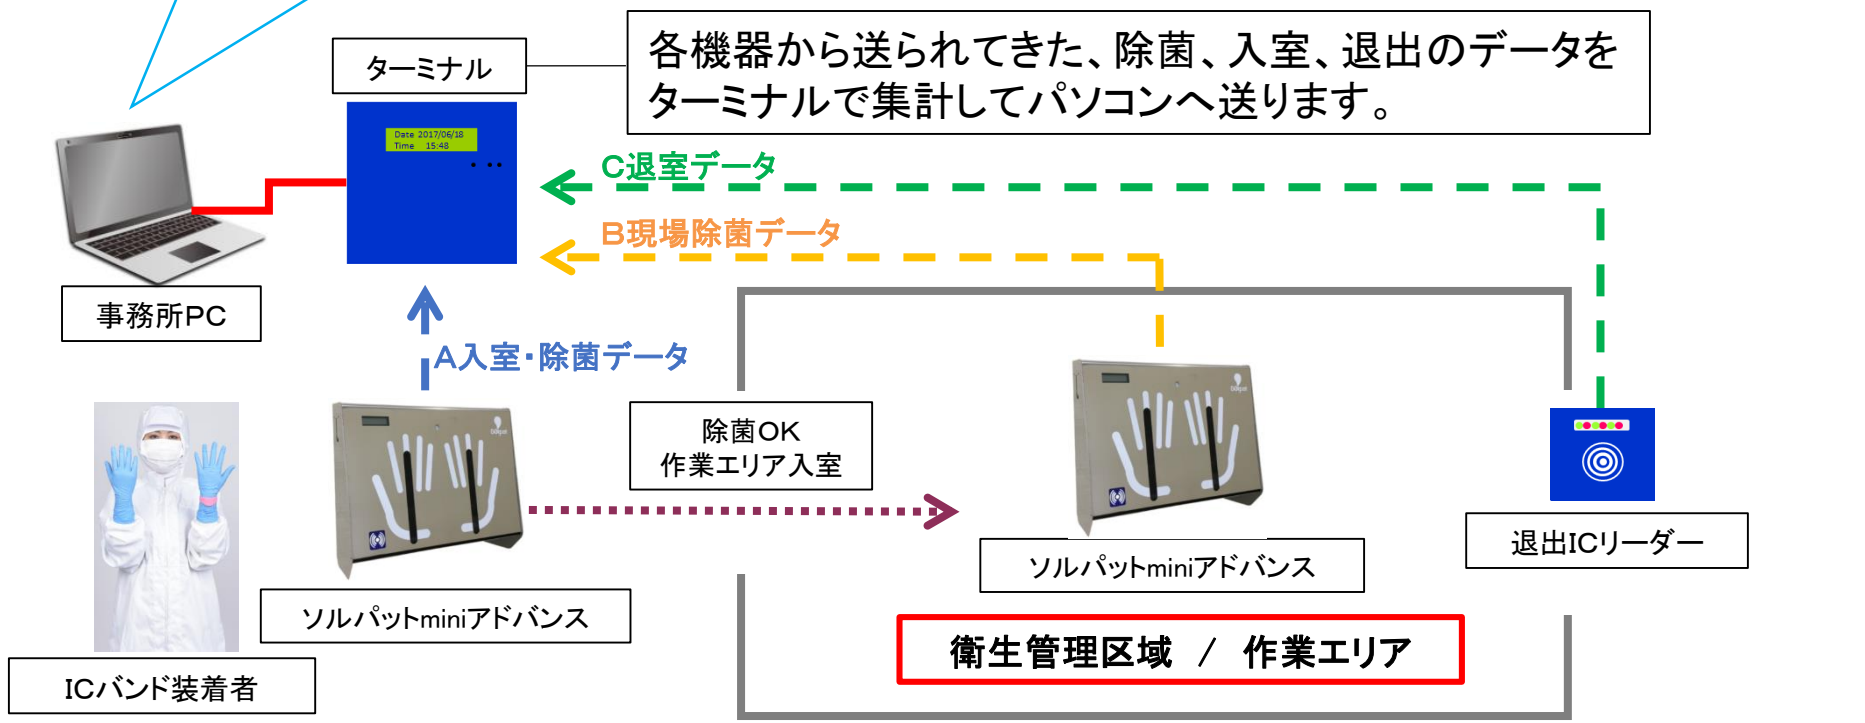 ターミナル
各機器から送られてきた、除菌、入室、退出のデータを
ターミナルで集計してパソコンへ送ります。
Date 2017/06/18
Time 15:48
C退室データ
B現場除菌データ
事務所PC
A入室・除菌データ
除菌OK
作業エリア入室
退出ICリーダー
ソルパットminiアドバンス
ソルパットminiアドバンス
衛生管理区域 / 作業エリア
ICバンド装着者